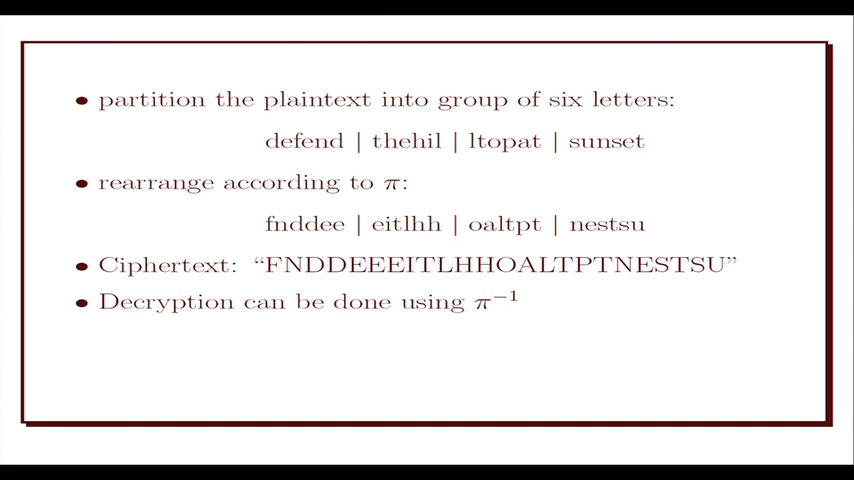 • partition the plaintext into group of six letters:
defend | thehil | ltopat | sunset
• rearrange according to π:
fnddee | eitlhh | oaltpt | nestsu
• Ciphertext: “FNDDEEEITLHHOALTPTNESTSU”
• Decryption can be done using π⁻¹